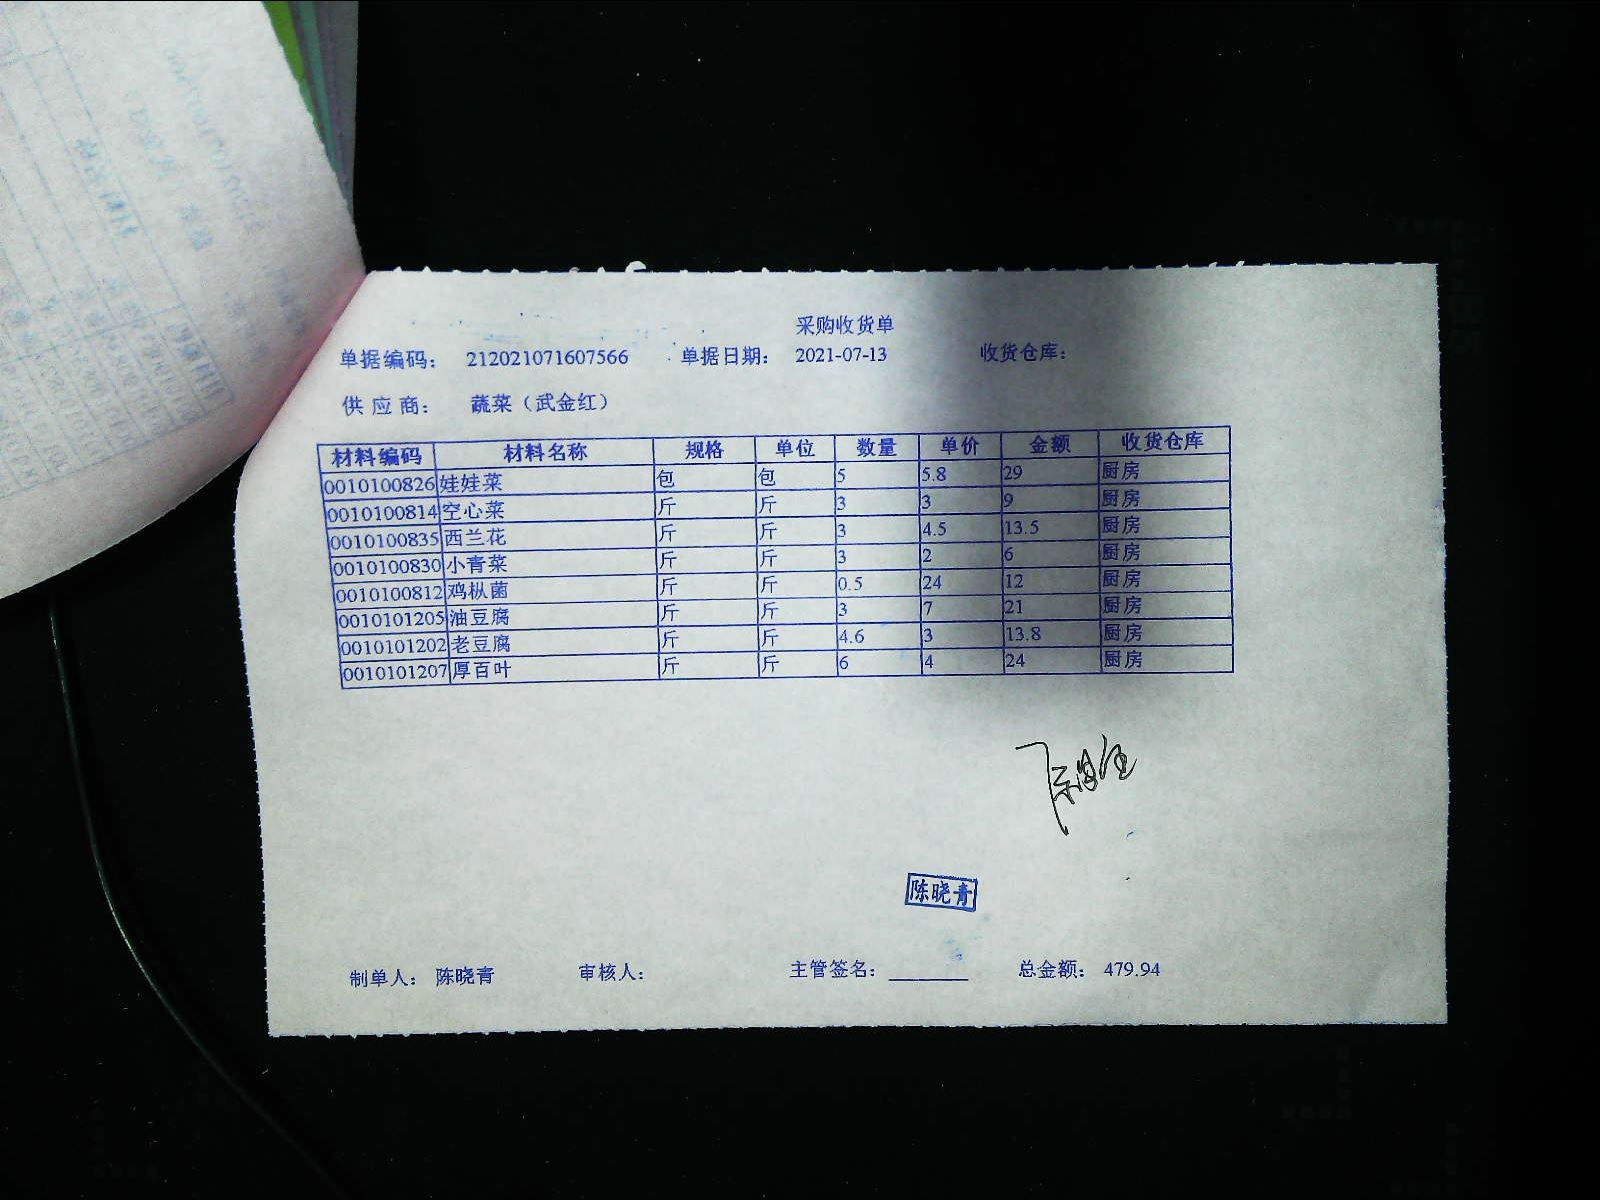 采购收货单
单据编码: 212021071607566 单据日期: 2021-07-13 收货仓库:
供应商: 蔬菜（武金红）
材料编码 材料名称 规格 单位 数量 单价 金额 收货仓库
0010100826 娃娃菜 包 包 5 5.8 29 厨房
0010100814 空心菜 斤 斤 3 3 9 厨房
0010100835 西兰花 斤 斤 3 4.5 13.5 厨房
0010100830 小青菜 斤 斤 3 2 6 厨房
0010100812 鸡枞菌 斤 斤 0.5 24 12 厨房
0010101205 油豆腐 斤 斤 3 7 21 厨房
0010101202 老豆腐 斤 斤 4.6 3 13.8 厨房
0010101207 厚百叶 斤 斤 6 4 24 厨房
陈晓青
制单人: 陈晓青 审核人: 主管签名: 总金额: 479.94